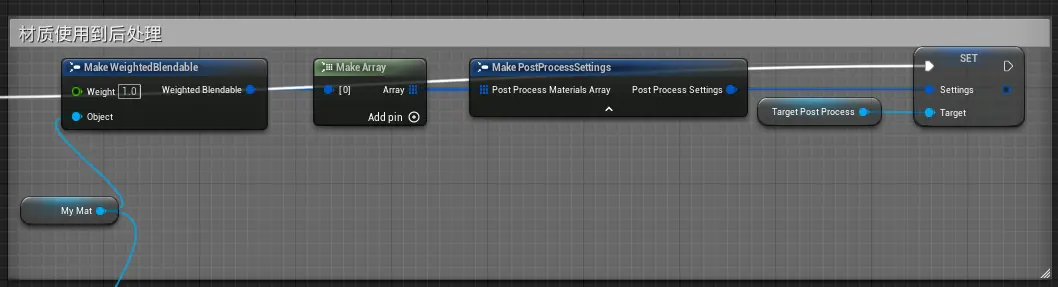 材质使用到后处理
Make WeightedBlendable
Weight 1.0 Weighted Blendable
Object
Make Array
[0] Array
Add pin
Make PostProcessSettings
Post Process Materials Array Post Process Settings
Target Post Process
SET
Settings
Target
My Mat